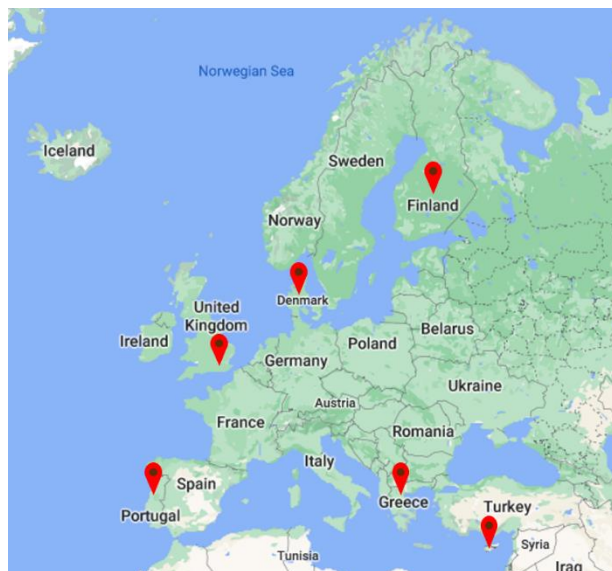 Norwegian Sea
Iceland
Sweden
Finland
Norway
Denmark
United
Kingdom
Ireland
Belarus
Poland
Germany
Ukraine
Austria
France
Romania
Italy
Spain
Greece
Portugal
Turkey
Syria
Tunisia
Iraq